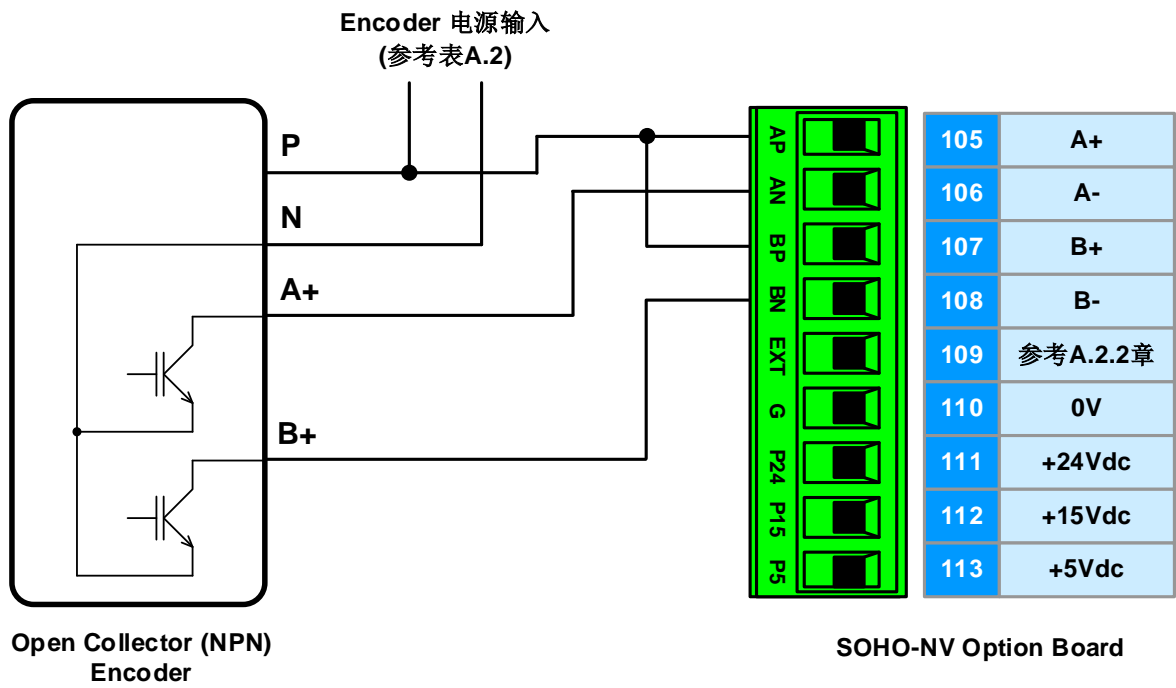 Encoder 电源输入
(参考表A.2)
P
N
A+
B+
Open Collector (NPN)
Encoder
AP
AN
BP
BN
EXT
G
P24
P15
P5
105 A+
106 A-
107 B+
108 B-
109 参考A.2.2章
110 0V
111 +24Vdc
112 +15Vdc
113 +5Vdc
SOHO-NV Option Board